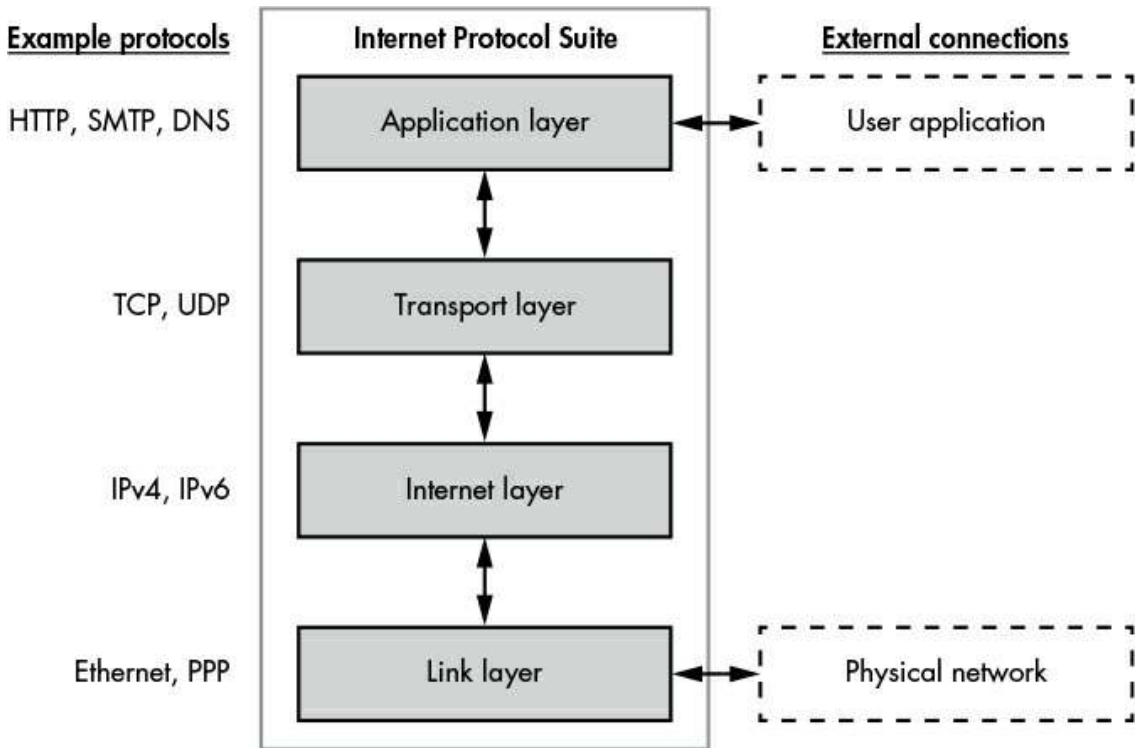 Example protocols
Internet Protocol Suite
External connections
HTTP, SMTP, DNS
Application layer
User application
TCP, UDP
Transport layer
IPv4, IPv6
Internet layer
Ethernet, PPP
Link layer
Physical network